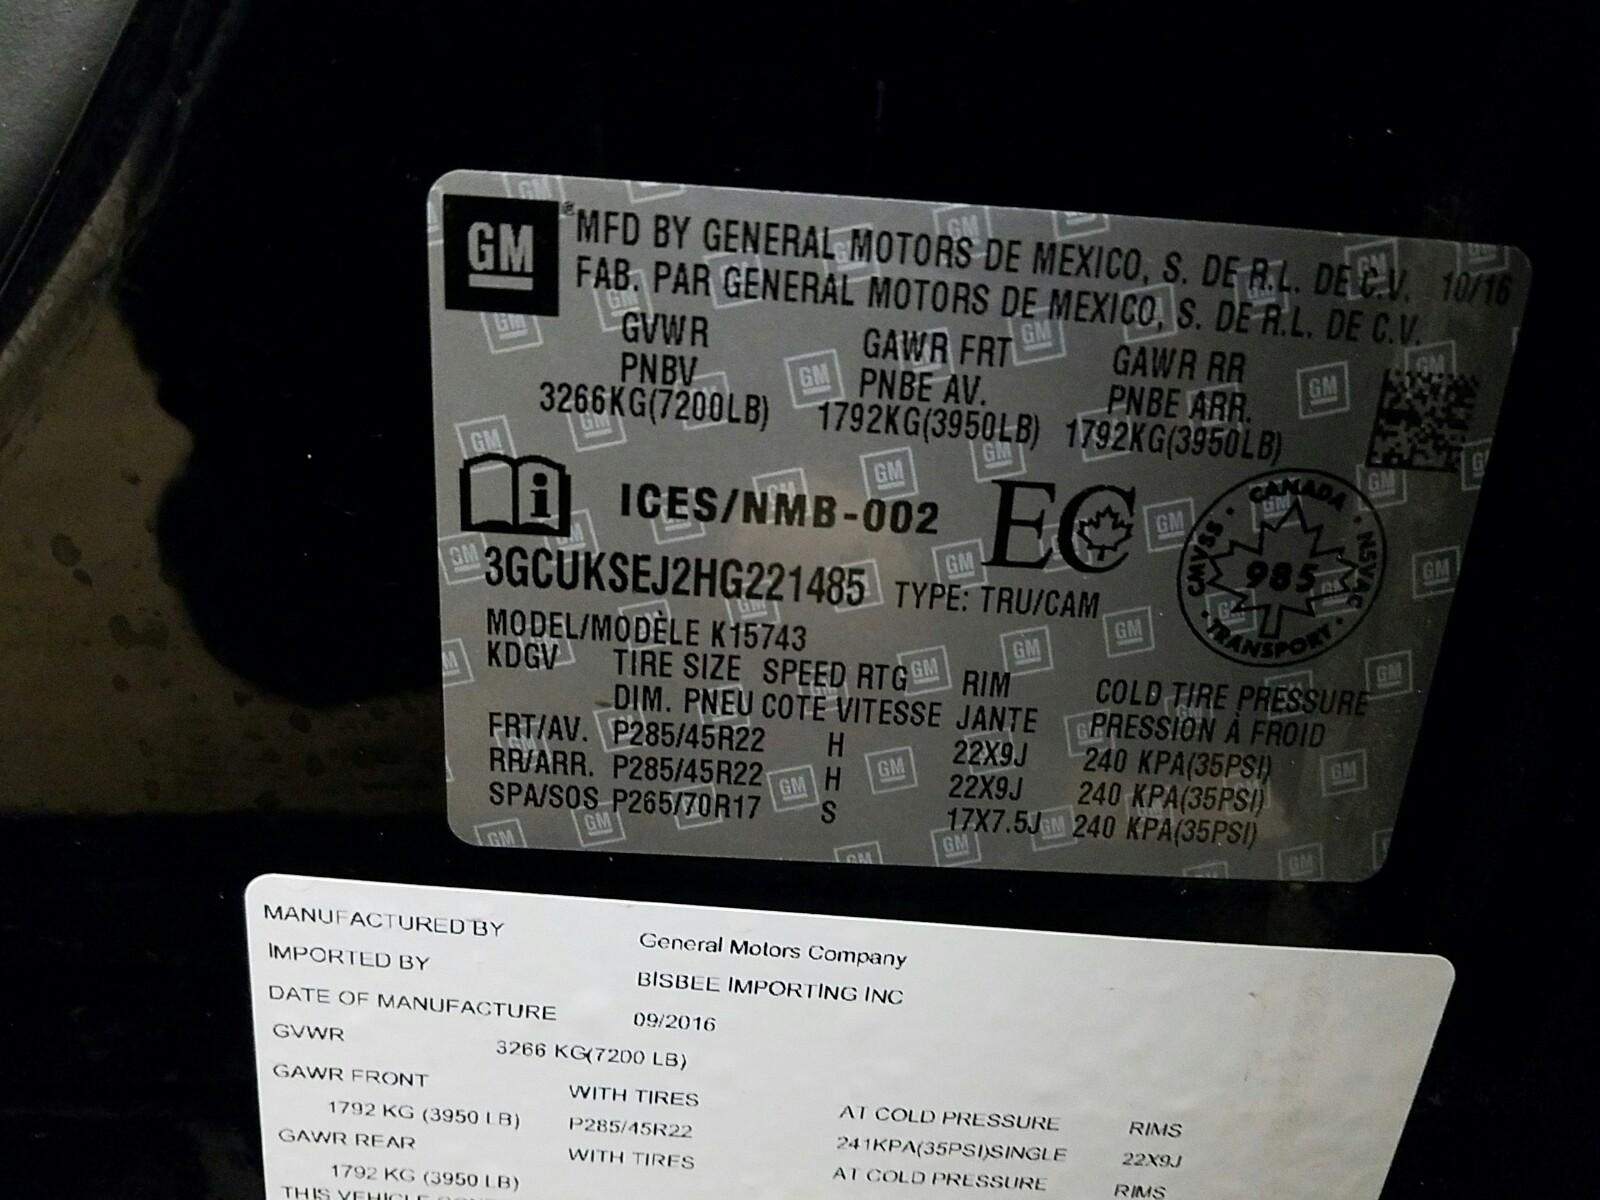 GM
® MFD BY GENERAL MOTORS DE MEXICO, S. DE R.L. DE C.V. 10/16
FAB. PAR GENERAL MOTORS DE MEXICO, S. DE R.L. DE C.V.
GVWR GAWR FRT GAWR RR
PNBV PNBE AV. PNBE ARR.
3266KG(7200LB) 1792KG(3950LB) 1792KG(3950LB)
i ICES/NMB-002 EC
CANADA · NSVAC · TRANSPORT · CMVSS ·
985
3GCUKSEJ2HG221485 TYPE: TRU/CAM
MODEL/MODÈLE K15743
KDGV TIRE SIZE SPEED RTG RIM COLD TIRE PRESSURE
DIM. PNEU COTE VITESSE JANTE PRESSION À FROID
FRT/AV. P285/45R22 H 22X9J 240 KPA(35PSI)
RR/ARR. P285/45R22 H 22X9J 240 KPA(35PSI)
SPA/SOS P265/70R17 S 17X7.5J 240 KPA(35PSI)
MANUFACTURED BY General Motors Company
IMPORTED BY BISBEE IMPORTING INC
DATE OF MANUFACTURE 09/2016
GVWR 3266 KG(7200 LB)
GAWR FRONT WITH TIRES AT COLD PRESSURE RIMS
1792 KG (3950 LB) P285/45R22 241KPA(35PSI)SINGLE 22X9J
GAWR REAR WITH TIRES AT COLD PRESSURE RIMS
1792 KG (3950 LB)
THIS VEHICLE